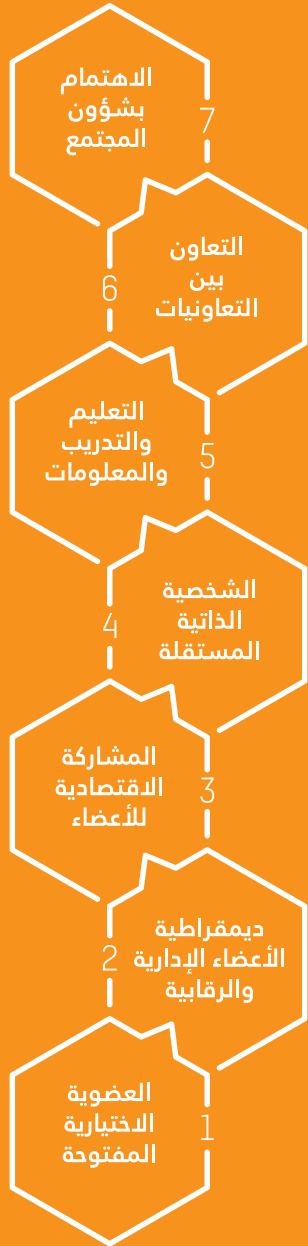 الاهتمام
بشؤون
المجتمع
7
التعاون
بين
التعاونيات
6
التعليم
والتدريب
والمعلومات
5
الشخصية
الذاتية
المستقلة
4
المشاركة
الاقتصادية
للأعضاء
3
ديمقراطية
الأعضاء الإدارية
والرقابية
2
العضوية
الاختيارية
المفتوحة
1